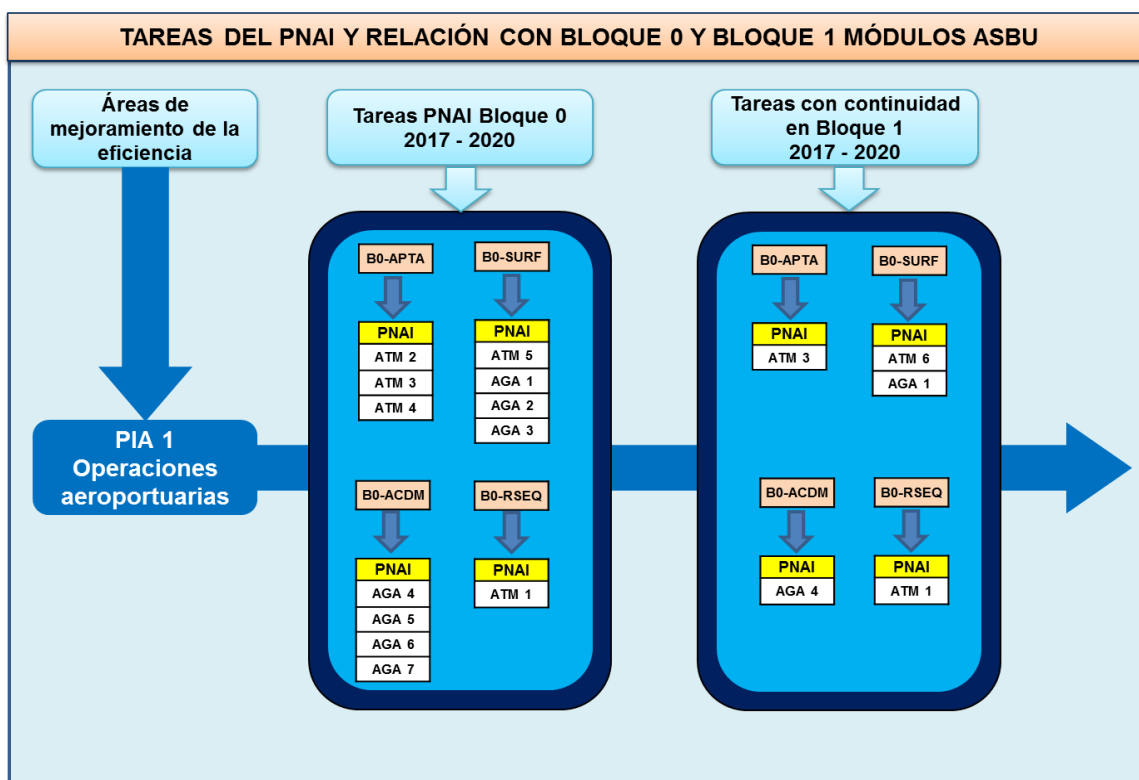 TAREAS DEL PNAI Y RELACIÓN CON BLOQUE 0 Y BLOQUE 1 MÓDULOS ASBU
Áreas de
mejoramiento de la
eficiencia
Tareas PNAI Bloque 0
2017 - 2020
Tareas con continuidad
en Bloque 1
2017 - 2020
PIA 1
Operaciones
aeroportuarias
B0-APTA
PNAI
ATM 2
ATM 3
ATM 4
B0-SURF
PNAI
ATM 5
AGA 1
AGA 2
AGA 3
B0-ACDM
PNAI
AGA 4
AGA 5
AGA 6
AGA 7
B0-RSEQ
PNAI
ATM 1
B0-APTA
PNAI
ATM 3
B0-SURF
PNAI
ATM 6
AGA 1
B0-ACDM
PNAI
AGA 4
B0-RSEQ
PNAI
ATM 1